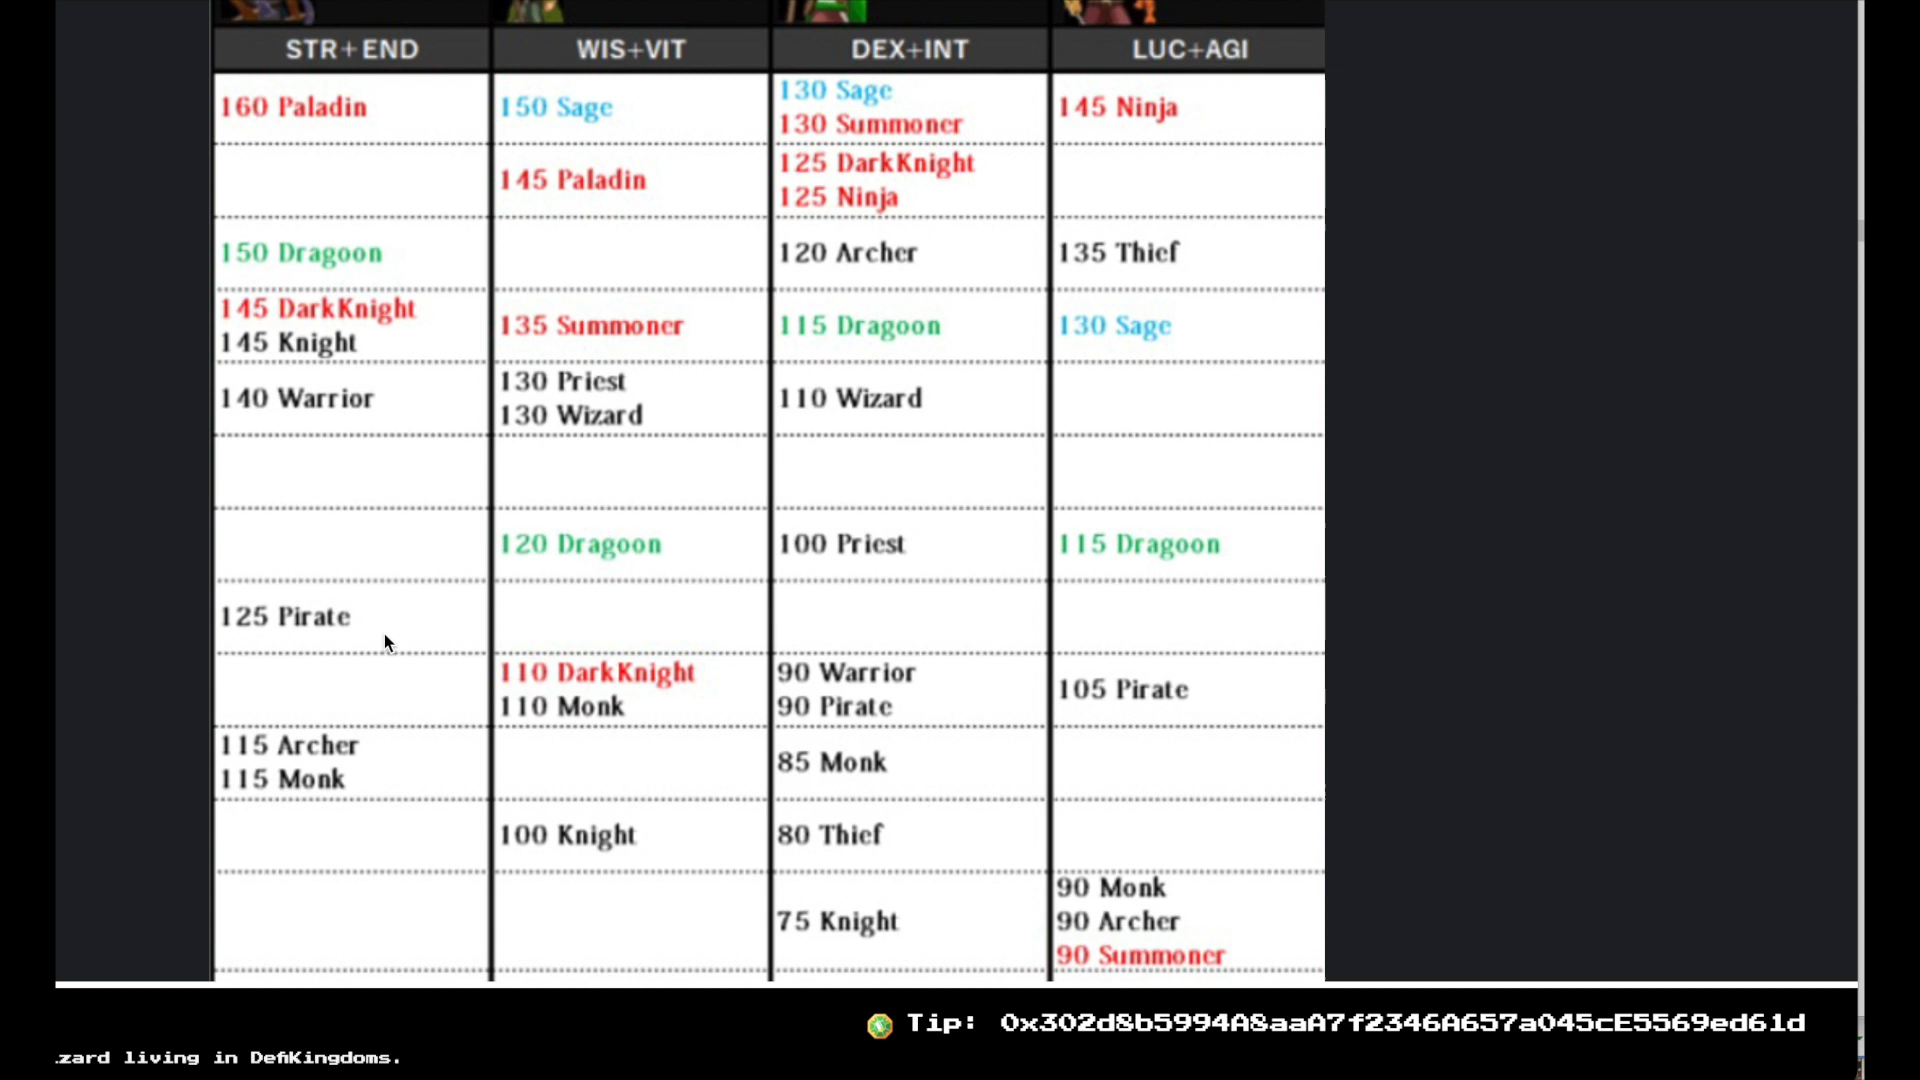 STR+END
160 Paladin
150 Dragoon
145 DarkKnight
145 Knight
140 Warrior
125 Pirate
115 Archer
115 Monk
WIS+VIT
150 Sage
145 Paladin
135 Summoner
130 Priest
130 Wizard
120 Dragoon
110 DarkKnight
110 Monk
100 Knight
DEX+INT
130 Sage
130 Summoner
125 DarkKnight
125 Ninja
120 Archer
115 Dragoon
110 Wizard
100 Priest
90 Warrior
90 Pirate
85 Monk
80 Thief
75 Knight
LUC+AGI
145 Ninja
135 Thief
130 Sage
115 Dragoon
105 Pirate
90 Monk
90 Archer
90 Summoner
Tip: 0x302d8b5994A8aaA7f2346A657a045cE5569ed61d
.zard living in DefiKingdoms.